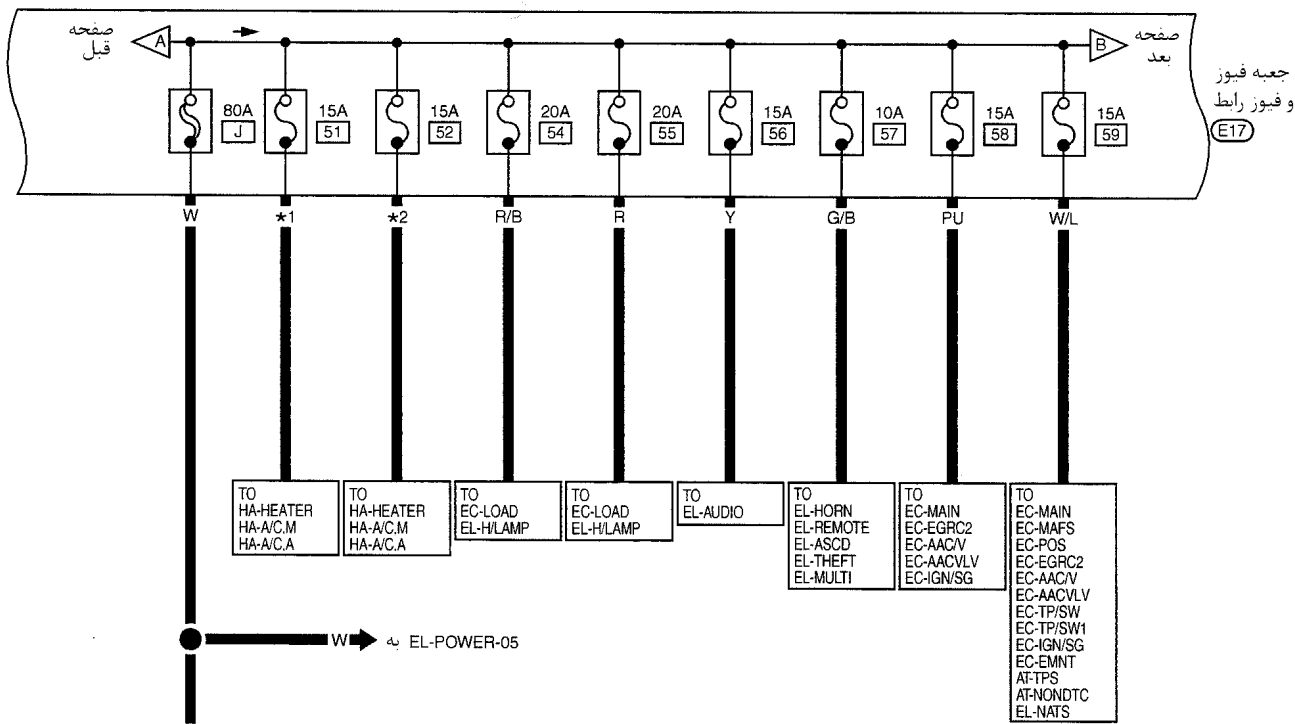 صفحه
قبل
A
B
صفحه
بعد
جعبه فیوز
و فیوز رابط
E17
80A
J
15A
51
15A
52
20A
54
20A
55
15A
56
10A
57
15A
58
15A
59
W
*1
*2
R/B
R
Y
G/B
PU
W/L
TO
HA-HEATER
HA-A/C,M
HA-A/C,A
TO
HA-HEATER
HA-A/C,M
HA-A/C,A
TO
EC-LOAD
EL-H/LAMP
TO
EC-LOAD
EL-H/LAMP
TO
EL-AUDIO
TO
EL-HORN
EL-REMOTE
EL-ASCD
EL-THEFT
EL-MULTI
TO
EC-MAIN
EC-EGRC2
EC-AAC/V
EC-AACVLV
EC-IGN/SG
TO
EC-MAIN
EC-MAFS
EC-POS
EC-EGRC2
EC-AAC/V
EC-AACVLV
EC-TP/SW
EC-TP/SW1
EC-IGN/SG
EC-EMNT
AT-TPS
AT-NONDTC
EL-NATS
W
به EL-POWER-05